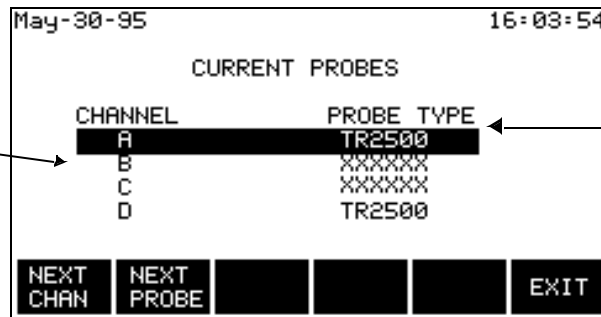 May-30-95 16:03:54
CURRENT PROBES
CHANNEL PROBE TYPE
A TR2500
B XXXXXX
C XXXXXX
D TR2500
NEXT CHAN NEXT PROBE EXIT